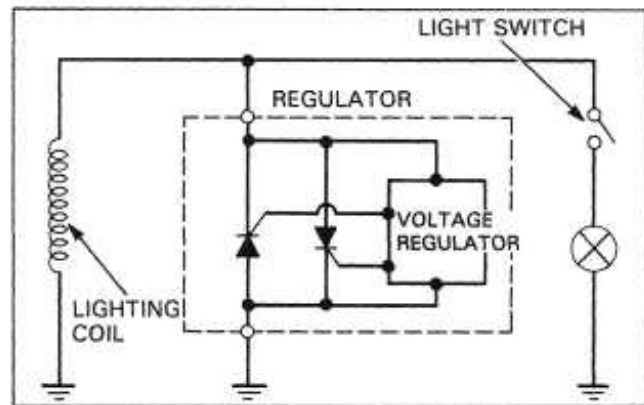 LIGHT SWITCH
REGULATOR
VOLTAGE
REGULATOR
LIGHTING
COIL